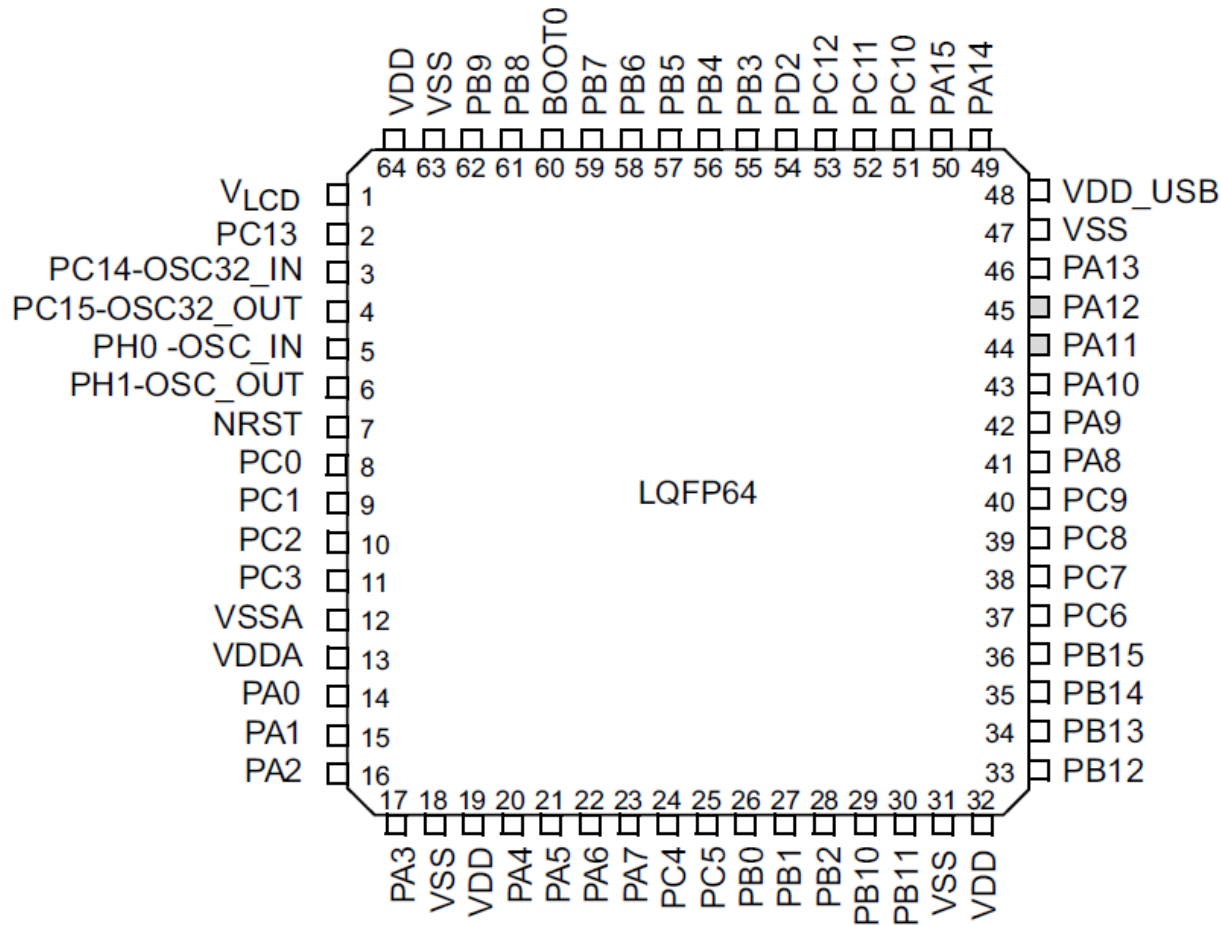 VDD VSS PB9 PB8 BOOT0 PB7 PB6 PB5 PB4 PB3 PD2 PC12 PC11 PC10 PA15 PA14
64 63 62 61 60 59 58 57 56 55 54 53 52 51 50 49
VLCD 1 48 VDD_USB
PC13 2 47 VSS
PC14-OSC32_IN 3 46 PA13
PC15-OSC32_OUT 4 45 PA12
PH0 -OSC_IN 5 44 PA11
PH1-OSC_OUT 6 43 PA10
NRST 7 42 PA9
PC0 8 41 PA8
PC1 9 LQFP64 40 PC9
PC2 10 39 PC8
PC3 11 38 PC7
VSSA 12 37 PC6
VDDA 13 36 PB15
PA0 14 35 PB14
PA1 15 34 PB13
PA2 16 33 PB12
17 18 19 20 21 22 23 24 25 26 27 28 29 30 31 32
PA3 VSS VDD PA4 PA5 PA6 PA7 PC4 PC5 PB0 PB1 PB2 PB10 PB11 VSS VDD